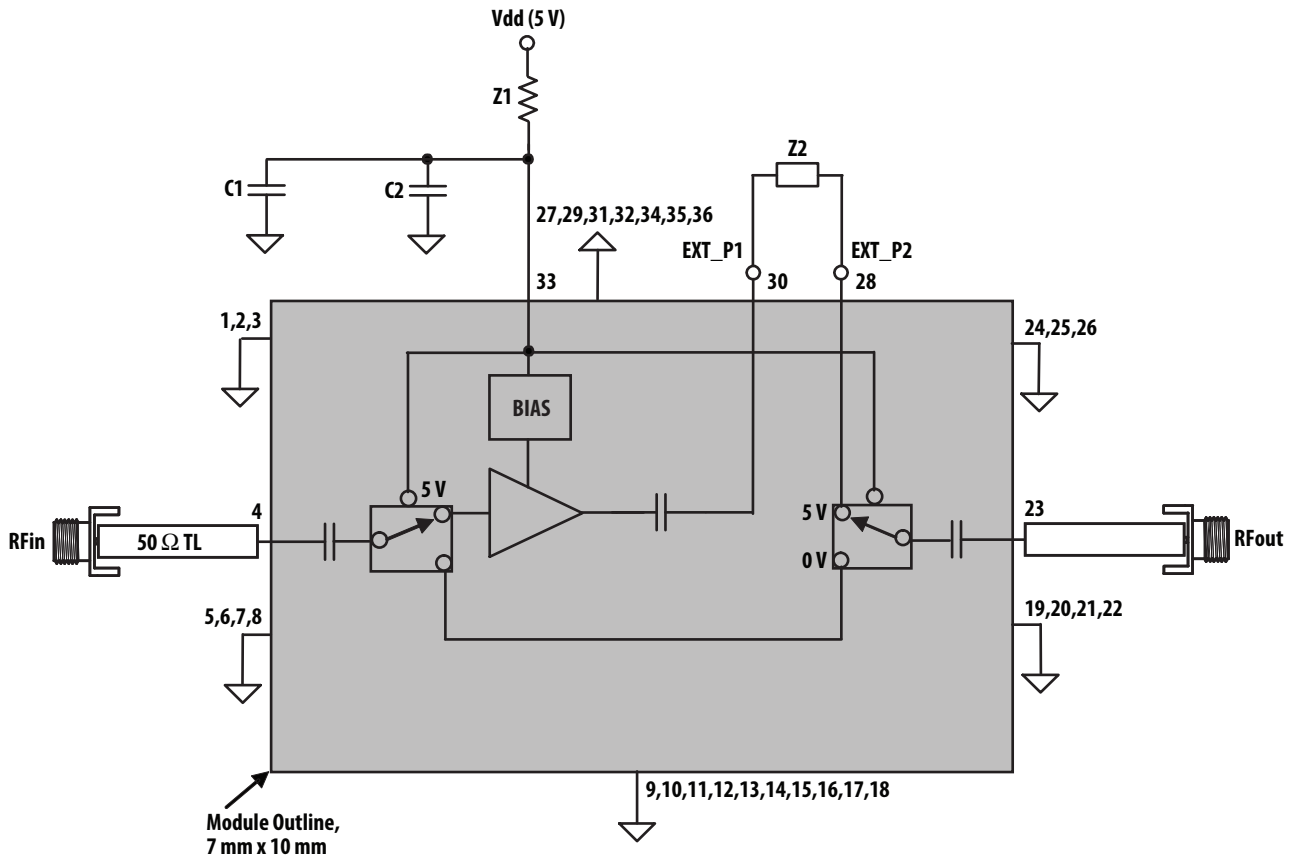 Vdd (5 V)
Z1
Z2
C1
C2
27,29,31,32,34,35,36
EXT_P1
EXT_P2
33
30
28
1,2,3
24,25,26
BIAS
5 V
4
5 V
23
RFin
50 Ω TL
RFout
0 V
5,6,7,8
19,20,21,22
9,10,11,12,13,14,15,16,17,18
Module Outline,
7 mm x 10 mm